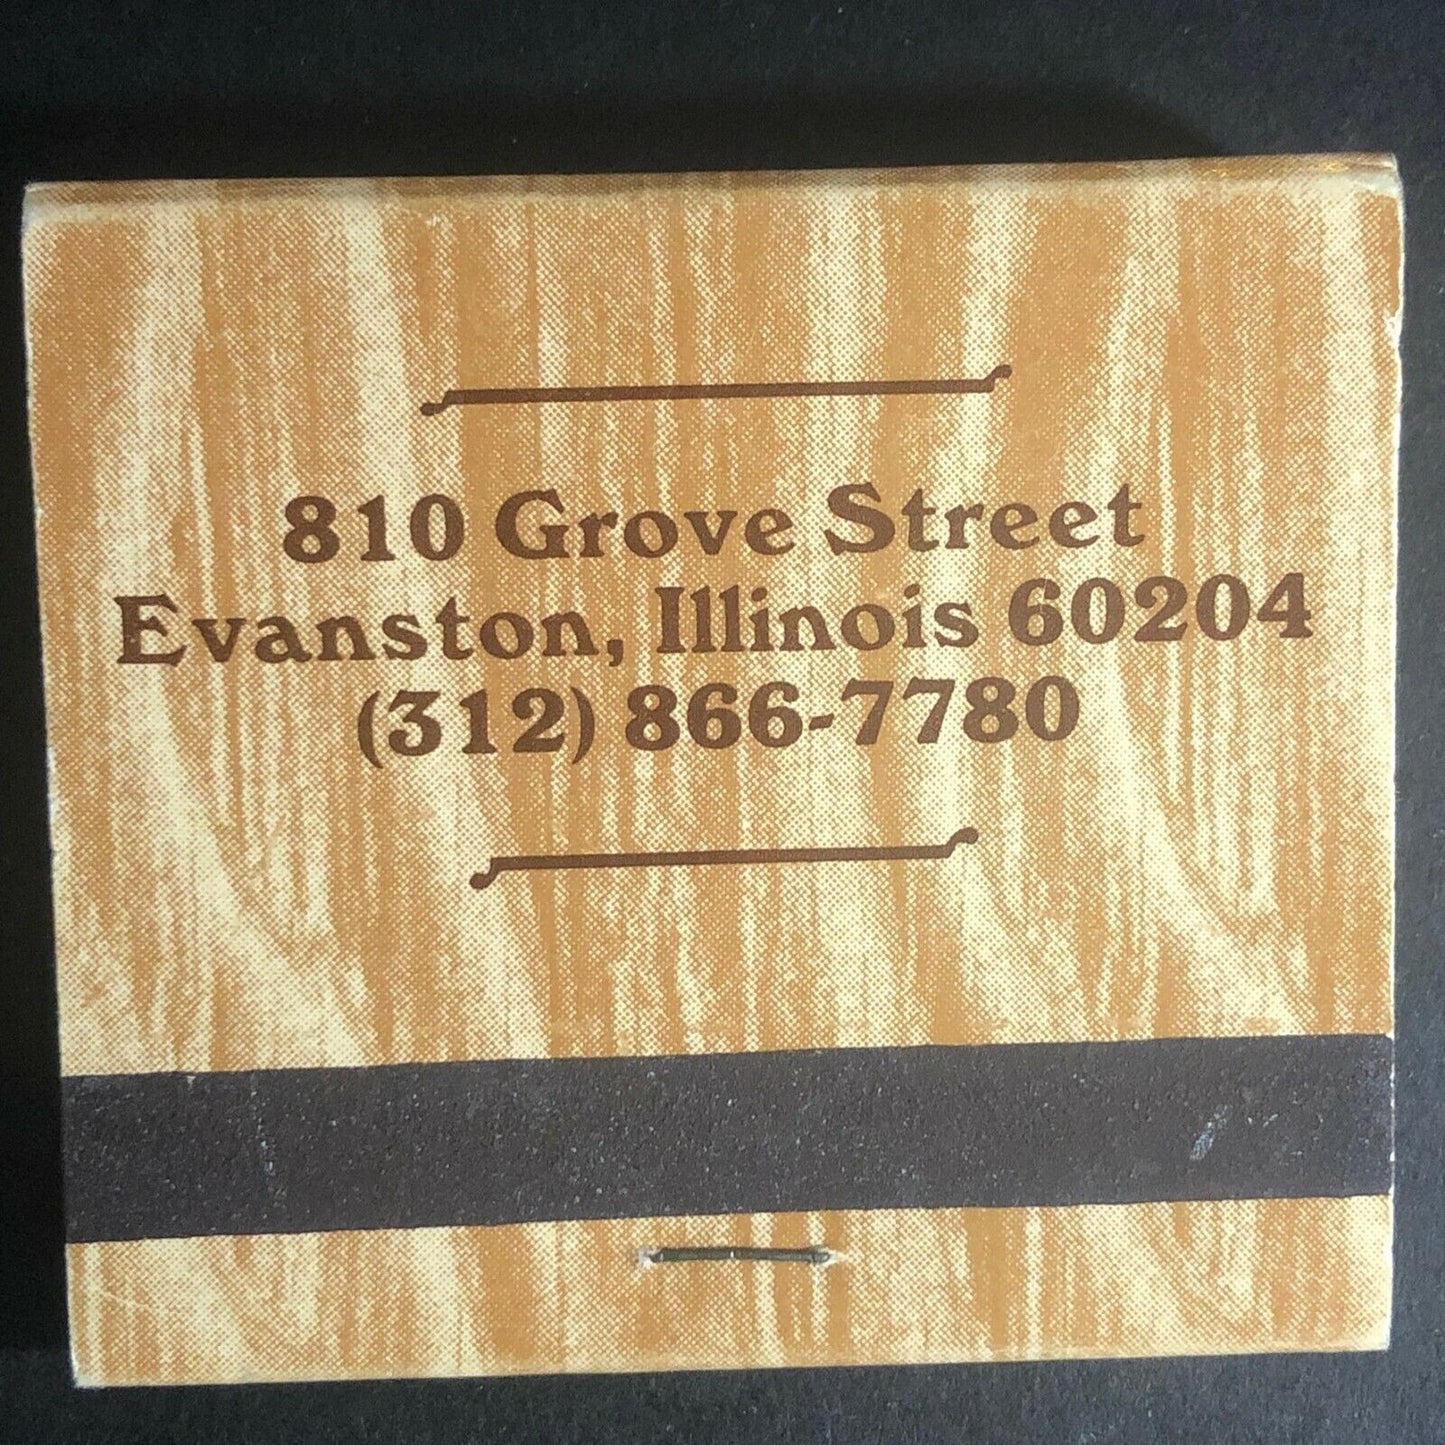 810 Grove Street
Evanston, Illinois 60204
(312) 866-7780